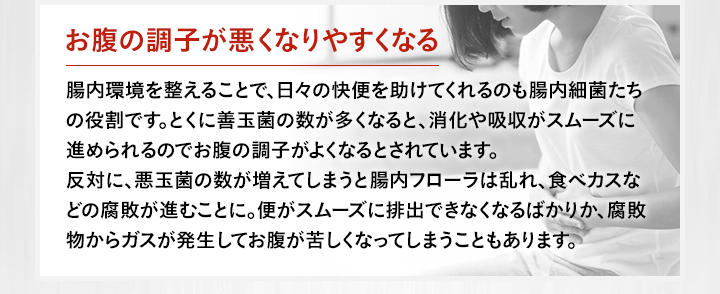 お腹の調子が悪くなりやすくなる
腸内環境を整えることで、日々の快便を助けてくれるのも腸内細菌たち
の役割です。とくに善玉菌の数が多くなると、消化や吸収がスムーズに
進められるのでお腹の調子がよくなるとされています。
反対に、悪玉菌の数が増えてしまうと腸内フローラは乱れ、食べカスな
どの腐敗が進むことに。便がスムーズに排出できなくなるばかりか、腐敗
物からガスが発生してお腹が苦しくなってしまうこともあります。